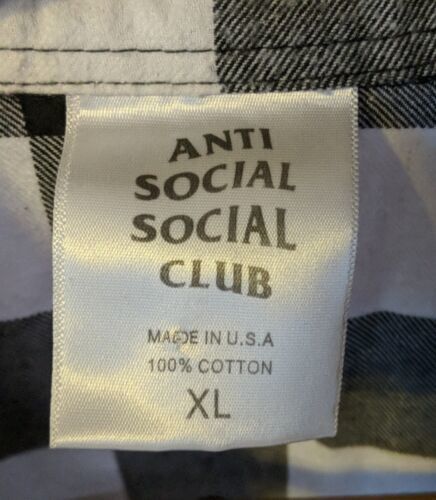 ANTI
SOCIAL
SOCIAL
CLUB
MADE IN U.S.A
100% COTTON
XL